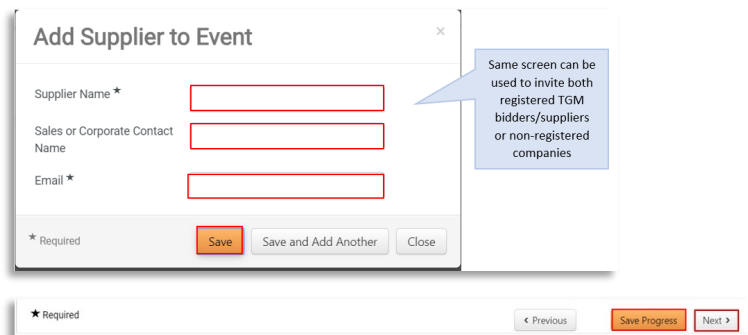 Add Supplier to Event
×
Supplier Name ★
Sales or Corporate Contact
Name
Email ★
★ Required
Save
Save and Add Another
Close
Same screen can be
used to invite both
registered TGM
bidders/suppliers
or non-registered
companies
★ Required
‹ Previous
Save Progress
Next ›